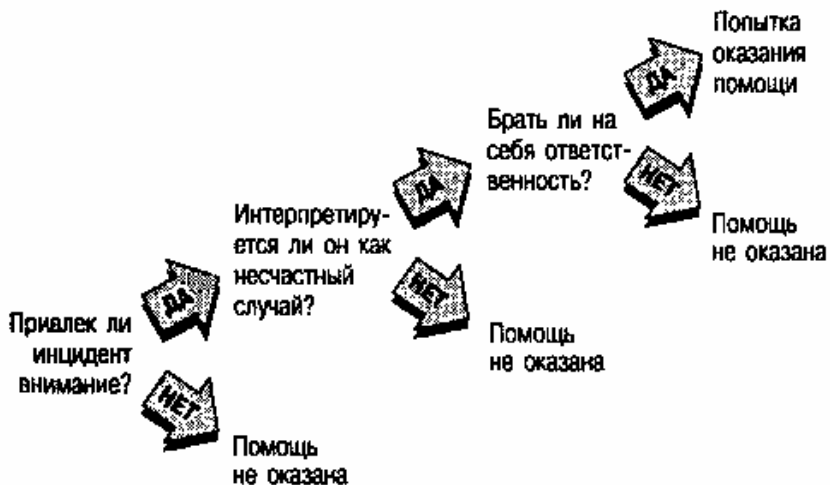 Привлек ли
инцидент
внимание?
ДА
НЕТ
Помощь
не оказана
Интерпретиру-
ется ли он как
несчастный
случай?
ДА
НЕТ
Помощь
не оказана
Брать ли на
себя ответст-
венность?
ДА
НЕТ
Помощь
не оказана
Попытка
оказания
помощи